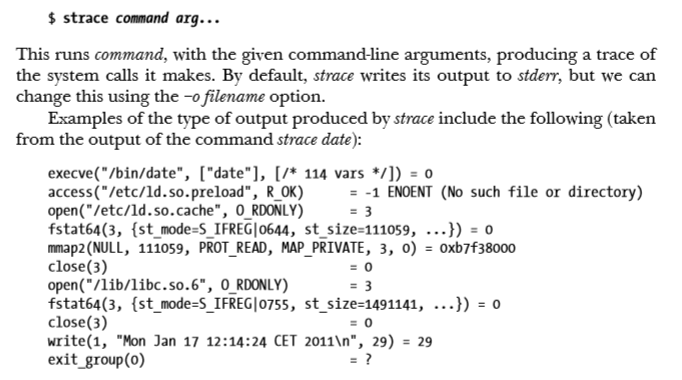 $ strace command arg...
This runs command, with the given command-line arguments, producing a trace of
the system calls it makes. By default, strace writes its output to stderr, but we can
change this using the –o filename option.
Examples of the type of output produced by strace include the following (taken
from the output of the command strace date):
execve("/bin/date", ["date"], [/* 114 vars */]) = 0
access("/etc/ld.so.preload", R_OK) = -1 ENOENT (No such file or directory)
open("/etc/ld.so.cache", O_RDONLY) = 3
fstat64(3, {st_mode=S_IFREG|0644, st_size=111059, ...}) = 0
mmap2(NULL, 111059, PROT_READ, MAP_PRIVATE, 3, 0) = 0xb7f38000
close(3) = 0
open("/lib/libc.so.6", O_RDONLY) = 3
fstat64(3, {st_mode=S_IFREG|0755, st_size=1491141, ...}) = 0
close(3) = 0
write(1, "Mon Jan 17 12:14:24 CET 2011\n", 29) = 29
exit_group(0) = ?